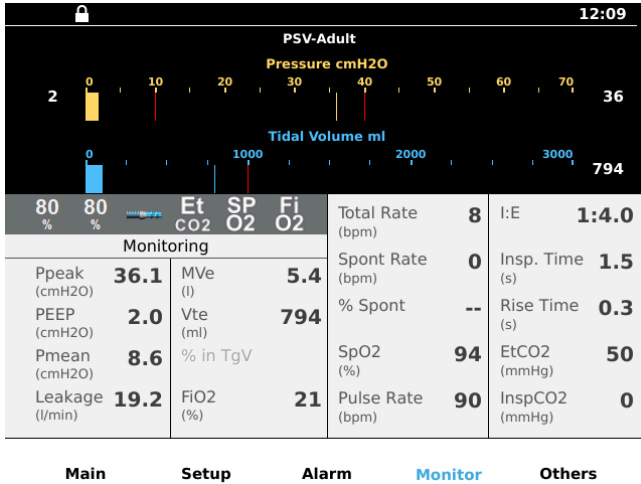 12:09
PSV-Adult
Pressure cmH2O
0 10 20 30 40 50 60 70
2 36
Tidal Volume ml
0 1000 2000 3000
794
80 80 Et SP Fi
% % CO2 O2 O2
Monitoring
Ppeak 36.1 MVe 5.4
(cmH2O) (l)
PEEP 2.0 Vte 794
(cmH2O) (ml)
Pmean 8.6 % in TgV
(cmH2O)
Leakage 19.2 FiO2 21
(l/min) (%)
Total Rate 8 I:E 1:4.0
(bpm)
Spont Rate 0 Insp. Time 1.5
(bpm) (s)
% Spont -- Rise Time 0.3
(s)
SpO2 94 EtCO2 50
(%) (mmHg)
Pulse Rate 90 InspCO2 0
(bpm) (mmHg)
Main Setup Alarm Monitor Others